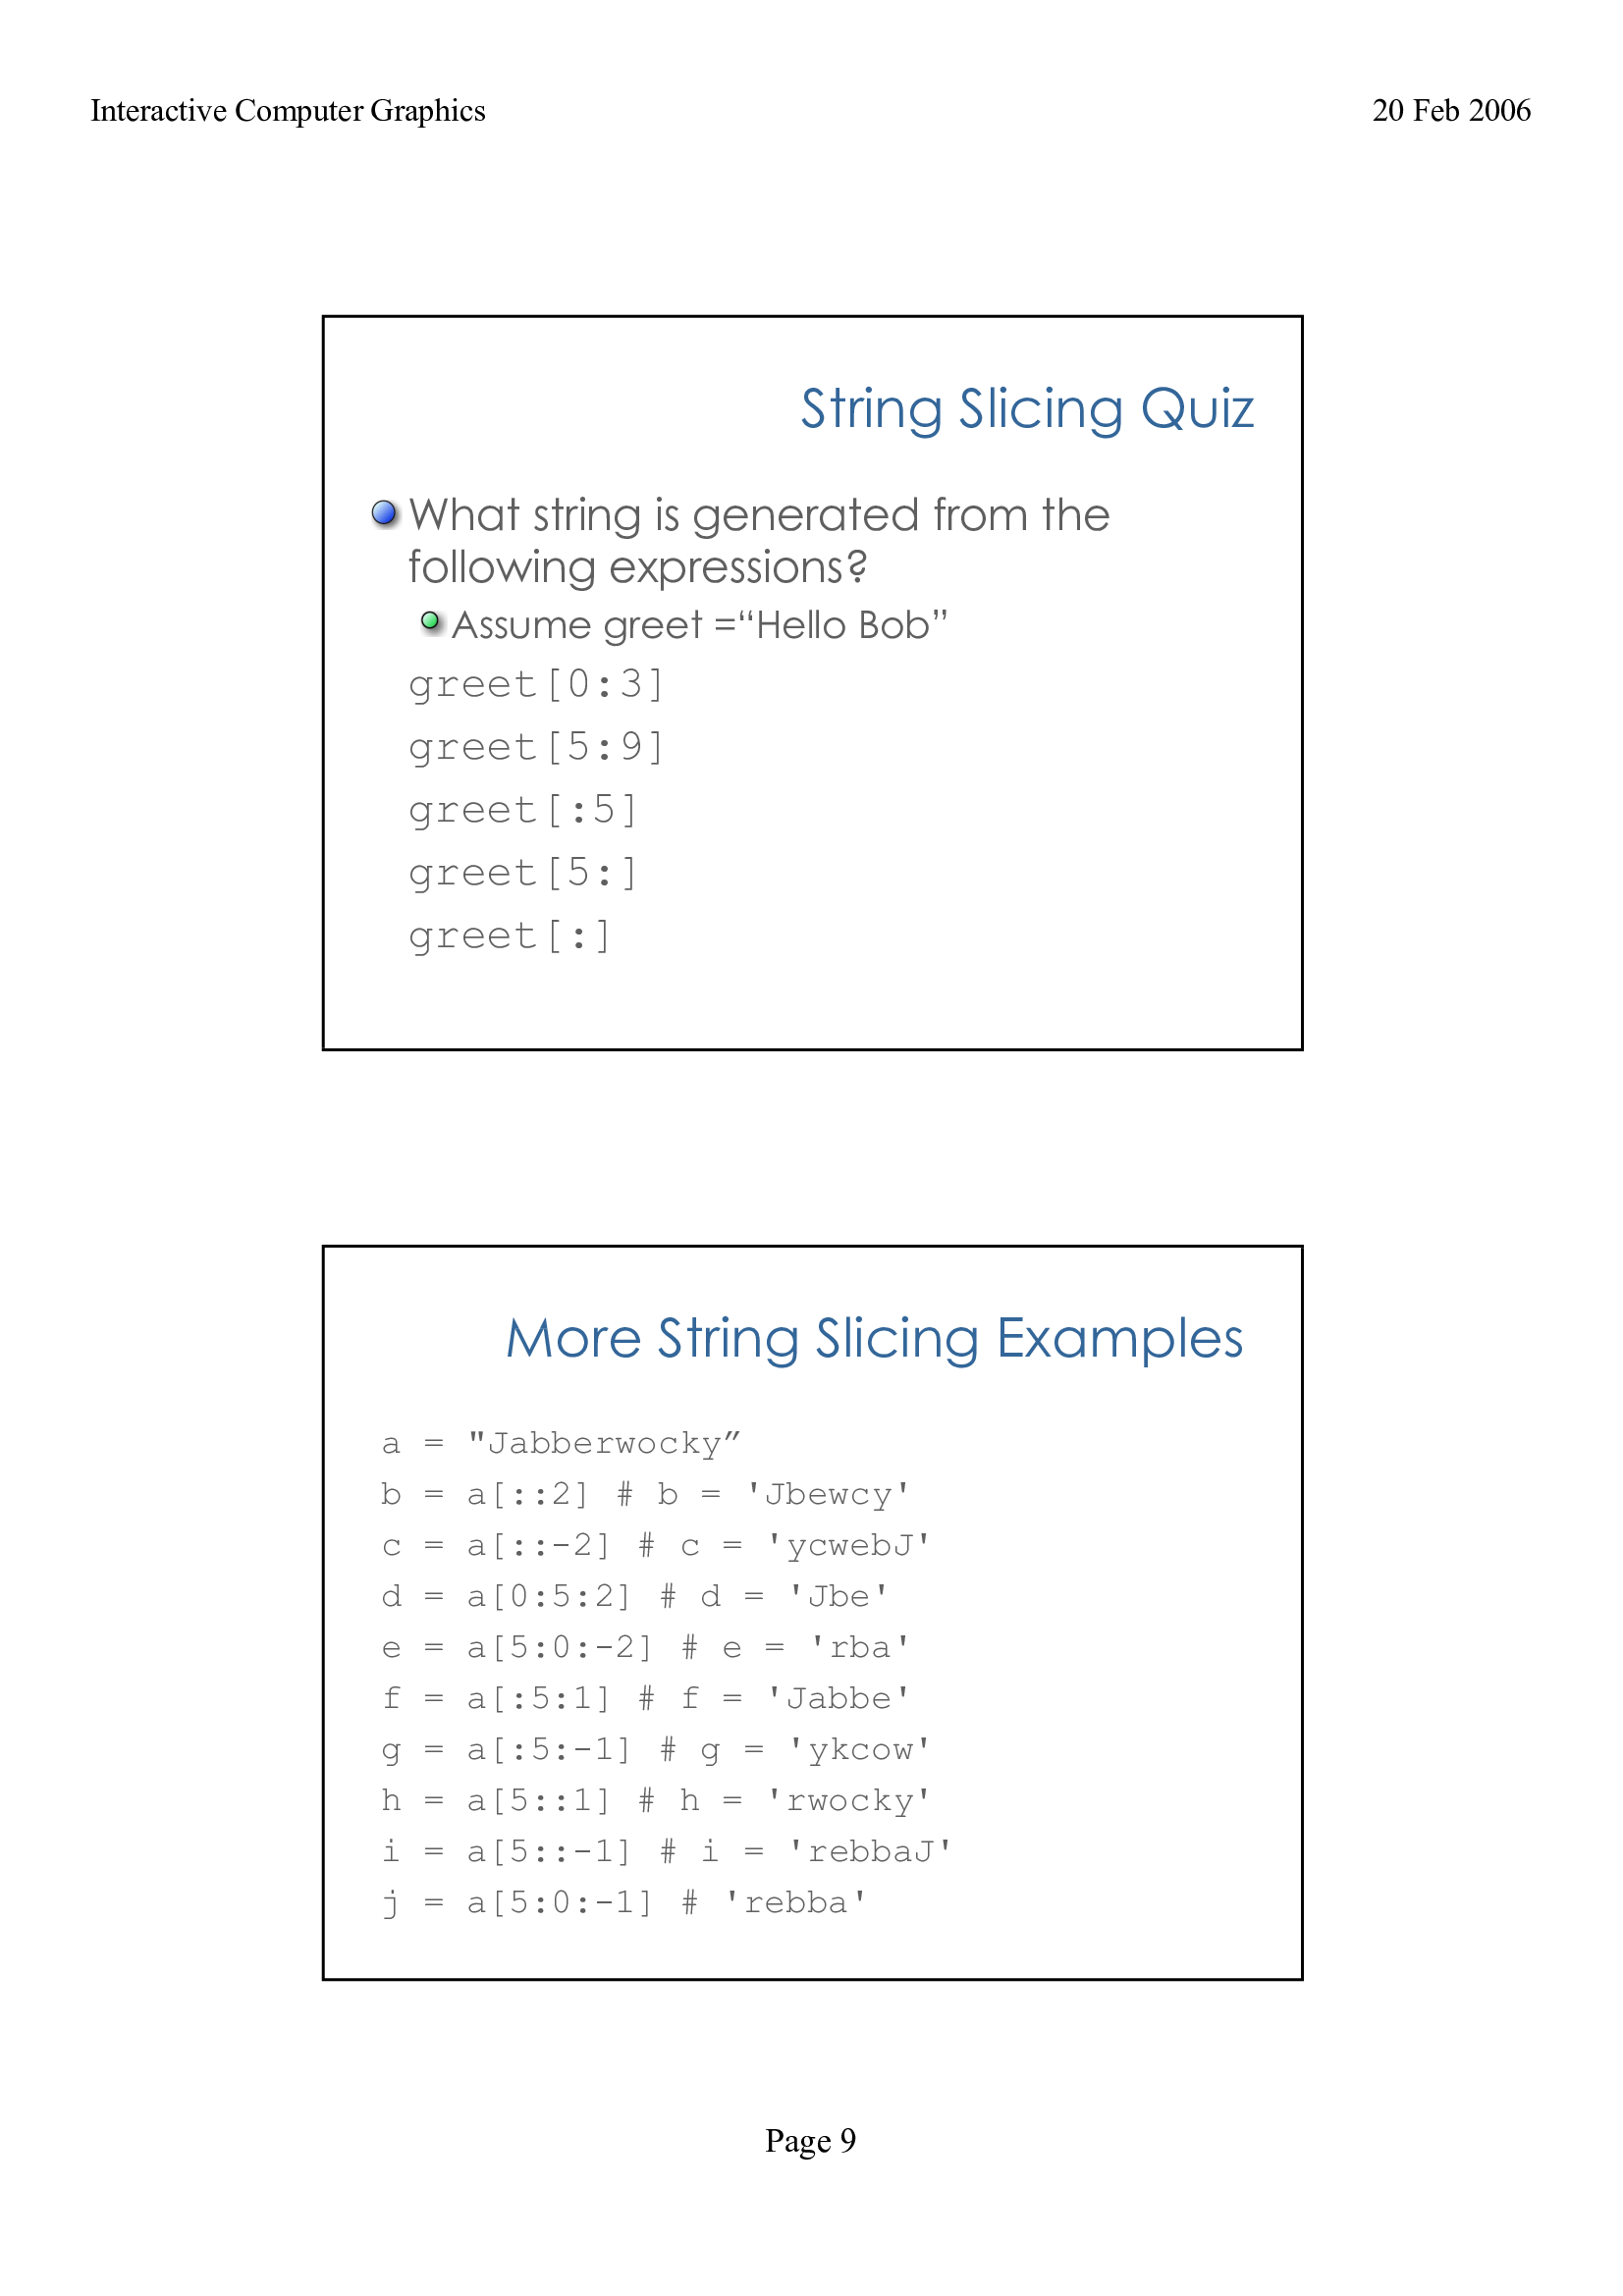 Interactive Computer Graphics 20 Feb 2006
String Slicing Quiz
What string is generated from the
following expressions?
Assume greet =“Hello Bob”
greet[0:3]
greet[5:9]
greet[:5]
greet[5:]
greet[:]
More String Slicing Examples
a = "Jabberwocky”
b = a[::2] # b = 'Jbewcy'
c = a[::-2] # c = 'ycwebJ'
d = a[0:5:2] # d = 'Jbe'
e = a[5:0:-2] # e = 'rba'
f = a[:5:1] # f = 'Jabbe'
g = a[:5:-1] # g = 'ykcow'
h = a[5::1] # h = 'rwocky'
i = a[5::-1] # i = 'rebbaJ'
j = a[5:0:-1] # 'rebba'
Page 9